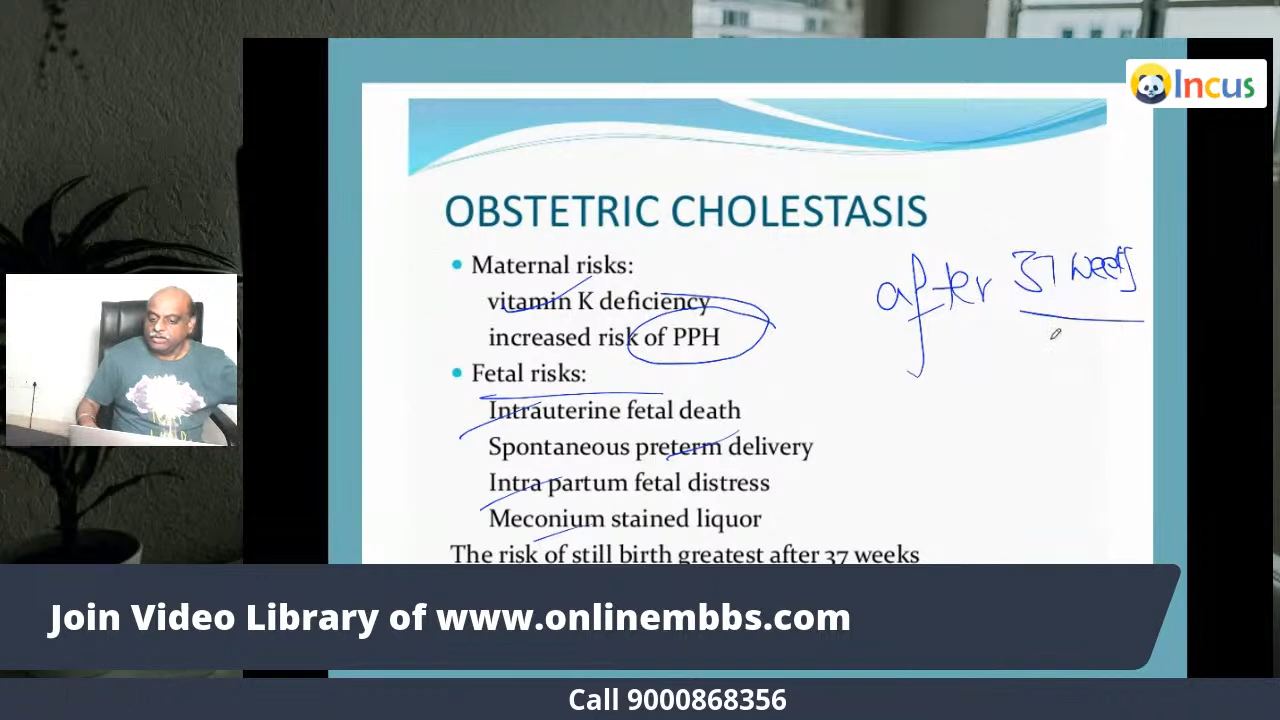 Incus
OBSTETRIC CHOLESTASIS
• Maternal risks:
vitamin K deficiency
increased risk of PPH
after 37 weeks
• Fetal risks:
Intrauterine fetal death
Spontaneous preterm delivery
Intra partum fetal distress
Meconium stained liquor
The risk of still birth greatest after 37 weeks
Join Video Library of www.onlinembbs.com
Call 9000868356